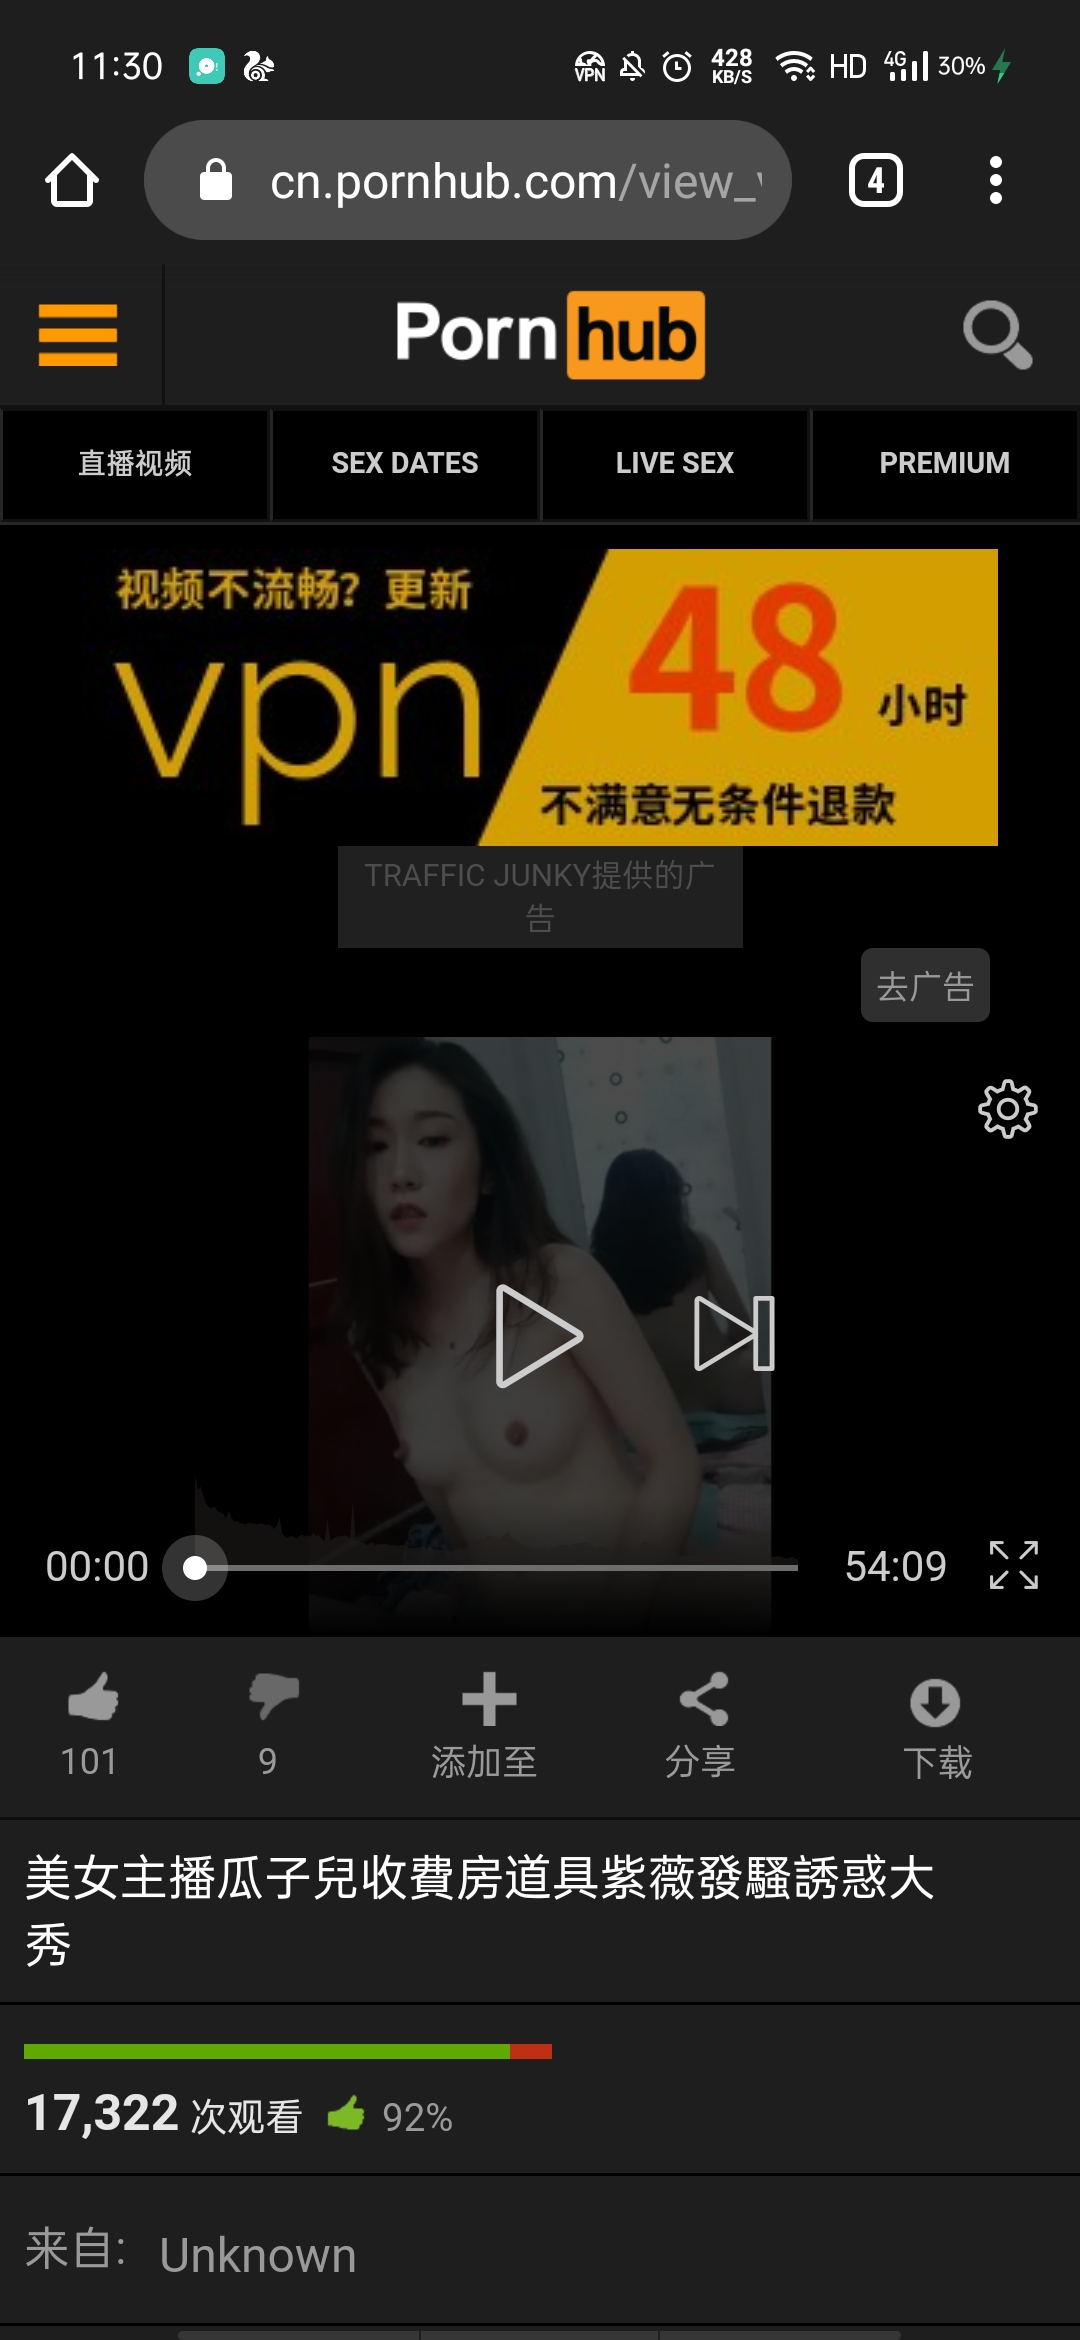 11:30
VPN 428 KB/S HD 4G 30%
cn.pornhub.com/view_
4
Porn hub
直播视频 SEX DATES LIVE SEX PREMIUM
视频不流畅？更新
vpn
48 小时
不满意无条件退款
TRAFFIC JUNKY提供的广
告
去广告
00:00 54:09
101 9 添加至 分享 下载
美女主播瓜子兒收費房道具紫薇發騷誘惑大
秀
17,322 次观看 92%
来自: Unknown